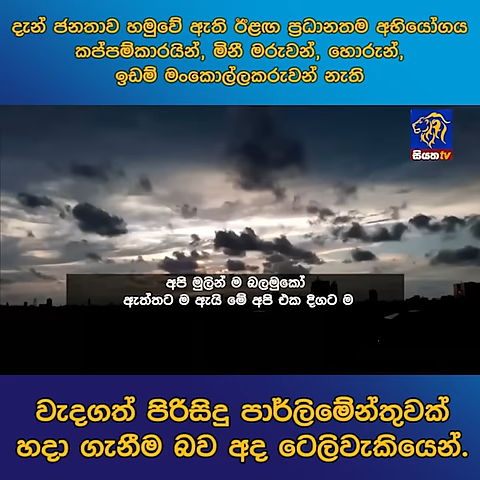 දැන් ජනතාව හමුවේ ඇති ඊළඟ ප්‍රධානතම අභියෝගය
කප්පම්කාරයින්, මිනී මරුවන්, හොරුන්,
ඉඩම් මංකොල්ලකරුවන් නැති
සියත tv
අපි මුලින් ම බලමුකෝ
ඇත්තට ම ඇයි මේ අපි එක දිගට ම
වැදගත් පිරිසිදු පාර්ලිමේන්තුවක්
හදා ගැනීම බව අද ටෙලිවැකියෙන්.